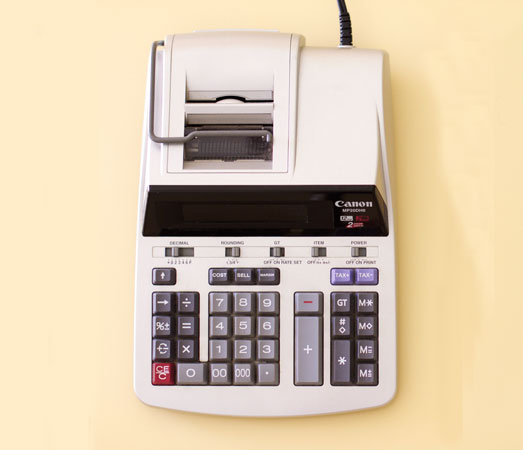 Canon
MP25DIII
DECIMAL ROUNDING GT ITEM POWER
OFF ON RATE SET OFF ON PRINT
↑ COST SELL MARGIN TAX- TAX+
→ ÷ 7 8 9 − GT M*
%± = 4 5 6 # ◊ M◊
× 1 2 3 + * M=
CE/C 0 00 000 · M±